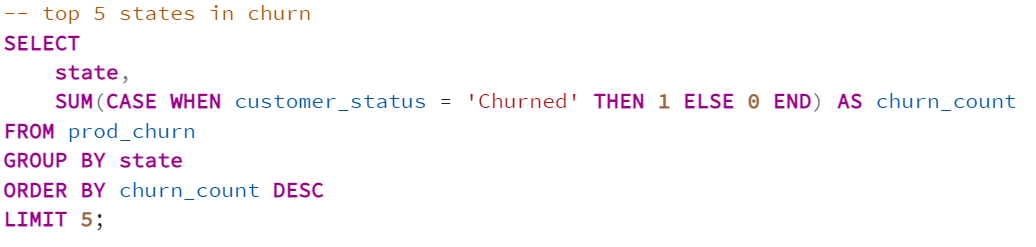 -- top 5 states in churn
SELECT
    state,
    SUM(CASE WHEN customer_status = 'Churned' THEN 1 ELSE 0 END) AS churn_count
FROM prod_churn
GROUP BY state
ORDER BY churn_count DESC
LIMIT 5;